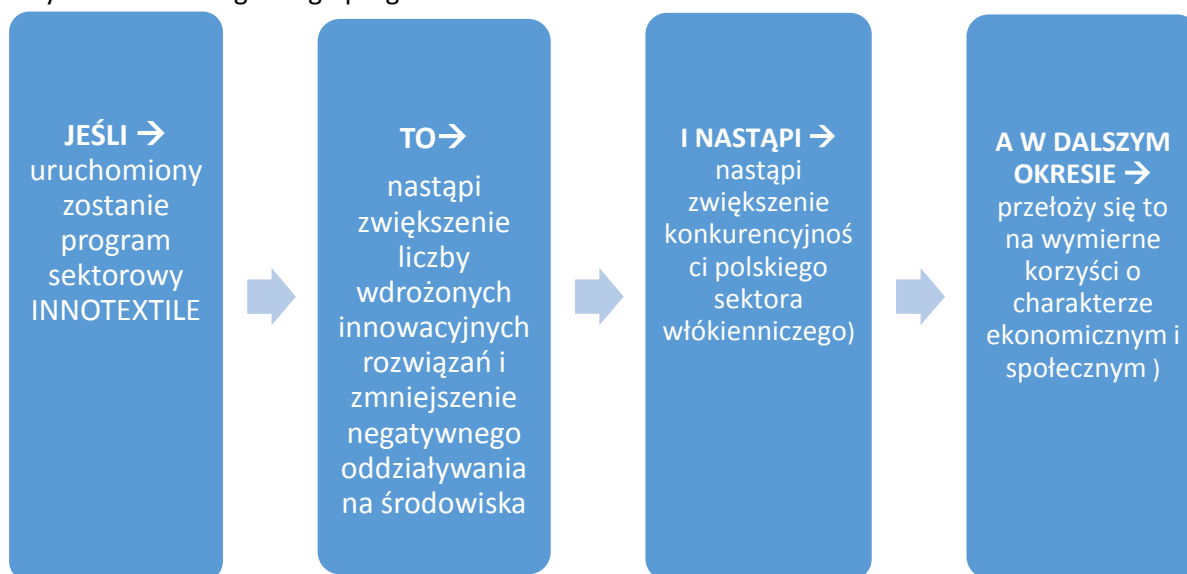 JEŚLI →
uruchomiony
zostanie
program
sektorowy
INNOTEXTILE
TO→
nastąpi
zwiększenie
liczby
wdrożonych
innowacyjnych
rozwiązań i
zmniejszenie
negatywnego
oddziaływania
na środowiska
I NASTĄPI →
nastąpi
zwiększenie
konkurencyjnoś
ci polskiego
sektora
włókienniczego)
A W DALSZYM
OKRESIE →
przełoży się to
na wymierne
korzyści o
charakterze
ekonomicznym i
społecznym )